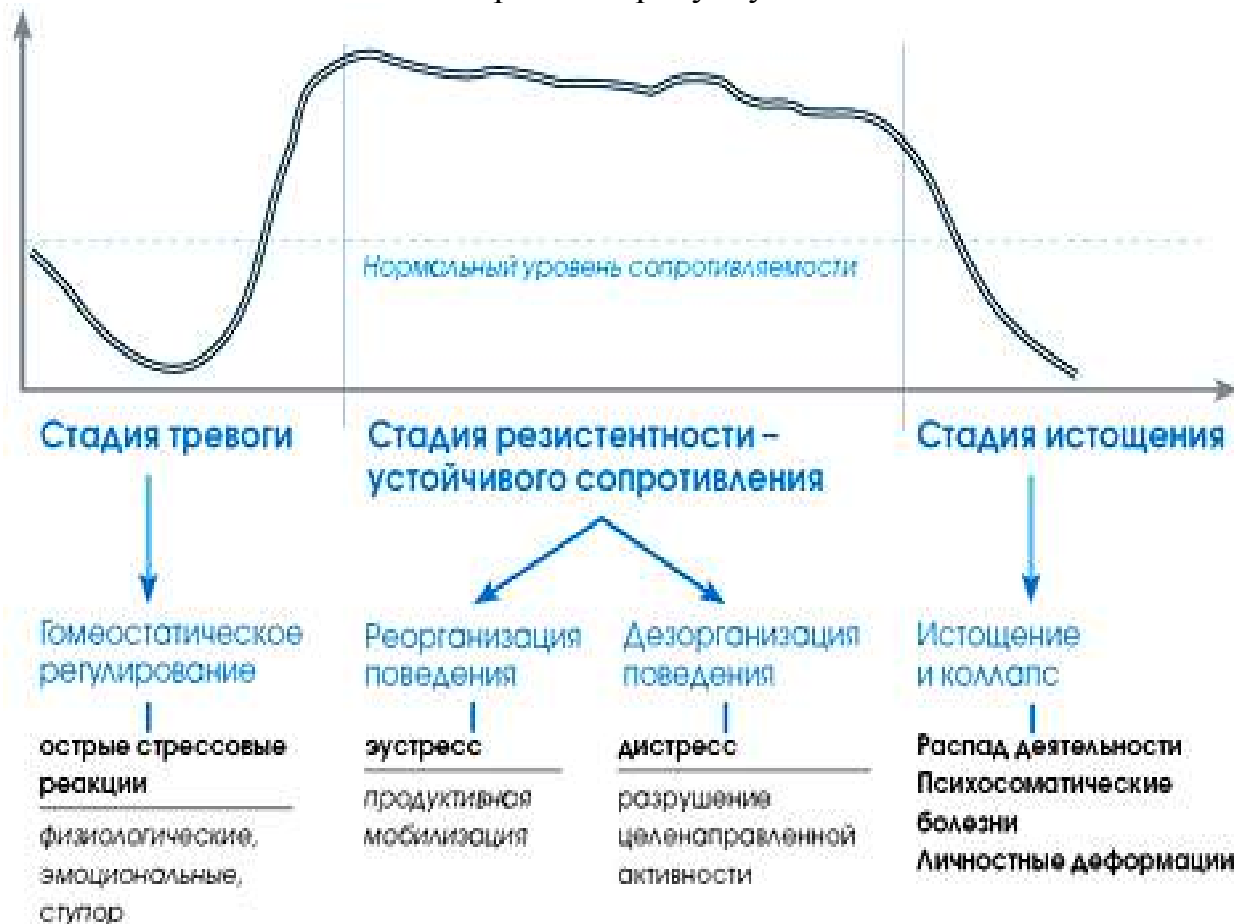 Нормальный уровень сопротивляемости
Стадия тревоги
Стадия резистентности –
устойчивого сопротивления
Стадия истощения
Гомеостатическое
регулирование
Реорганизация
поведения
Дезорганизация
поведения
Истощение
и коллапс
острые стрессовые
реакции
физиологические,
эмоциональные,
ступор
эустресс
продуктивная
мобилизация
дистресс
разрушение
целенаправленной
активности
Распад деятельности
Психосоматические
болезни
Личностные деформации